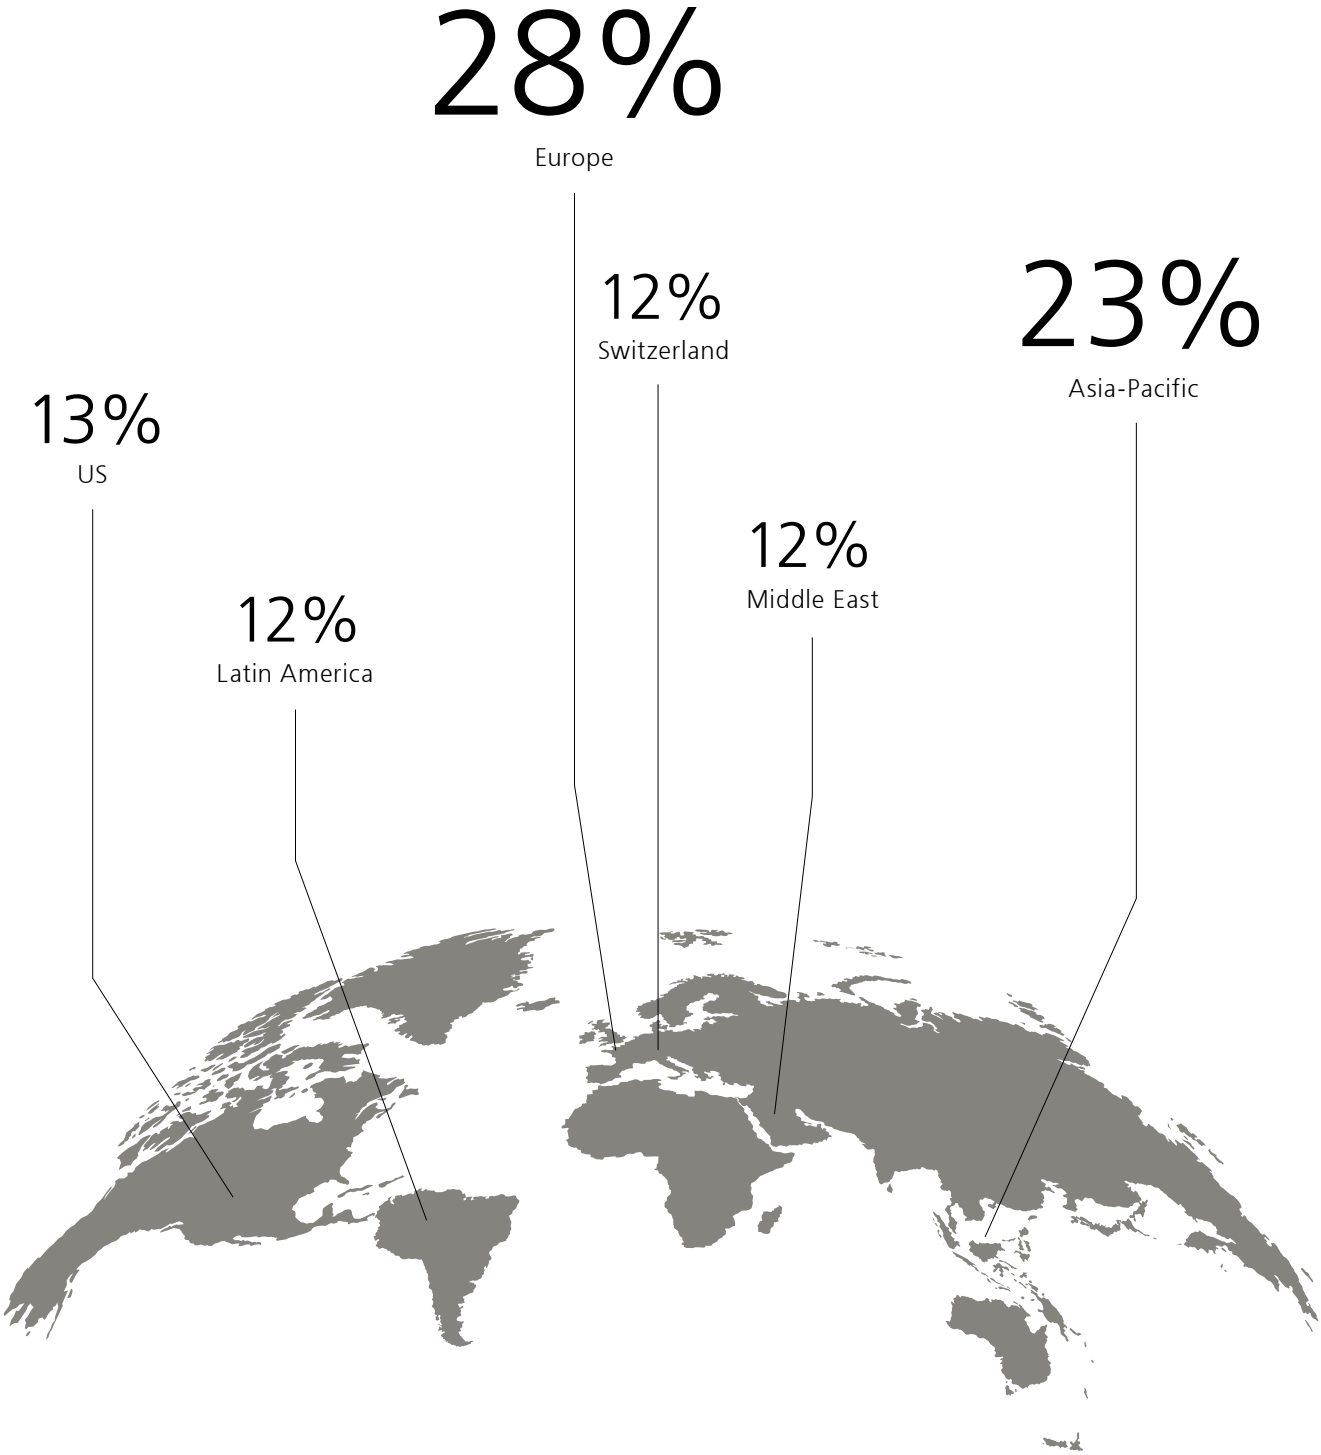 28%
Europe
12%
Switzerland
23%
Asia-Pacific
13%
US
12%
Middle East
12%
Latin America